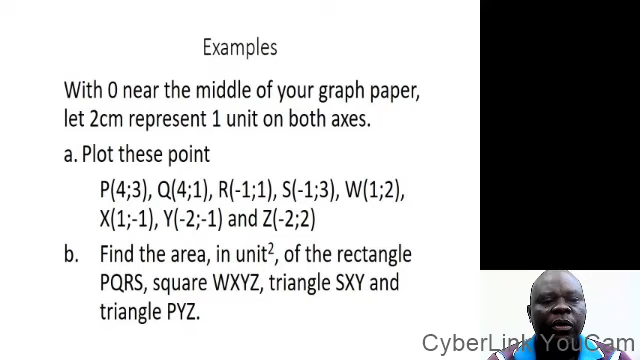 Examples
With 0 near the middle of your graph paper,
let 2cm represent 1 unit on both axes.
a. Plot these point
P(4;3), Q(4;1), R(-1;1), S(-1;3), W(1;2),
X(1;-1), Y(-2;-1) and Z(-2;2)
b. Find the area, in unit², of the rectangle
PQRS, square WXYZ, triangle SXY and
triangle PYZ.
CyberLink YouCam